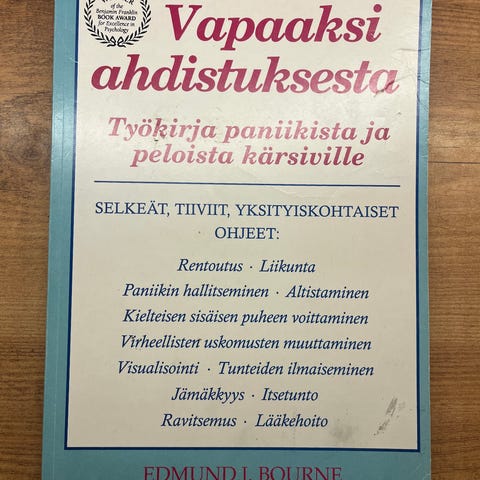 of the
Benjamin Franklin
BOOK AWARD
for Excellence in
Psychology
Vapaaksi
ahdistuksesta
Työkirja paniikista ja
peloista kärsiville
SELKEÄT, TIIVIIT, YKSITYISKOHTAISET
OHJEET:
Rentoutus · Liikunta
Paniikin hallitseminen · Altistaminen
Kielteisen sisäisen puheen voittaminen
Virheellisten uskomusten muuttaminen
Visualisointi · Tunteiden ilmaiseminen
Jämäkkyys · Itsetunto
Ravitsemus · Lääkehoito
EDMUND J. BOURNE